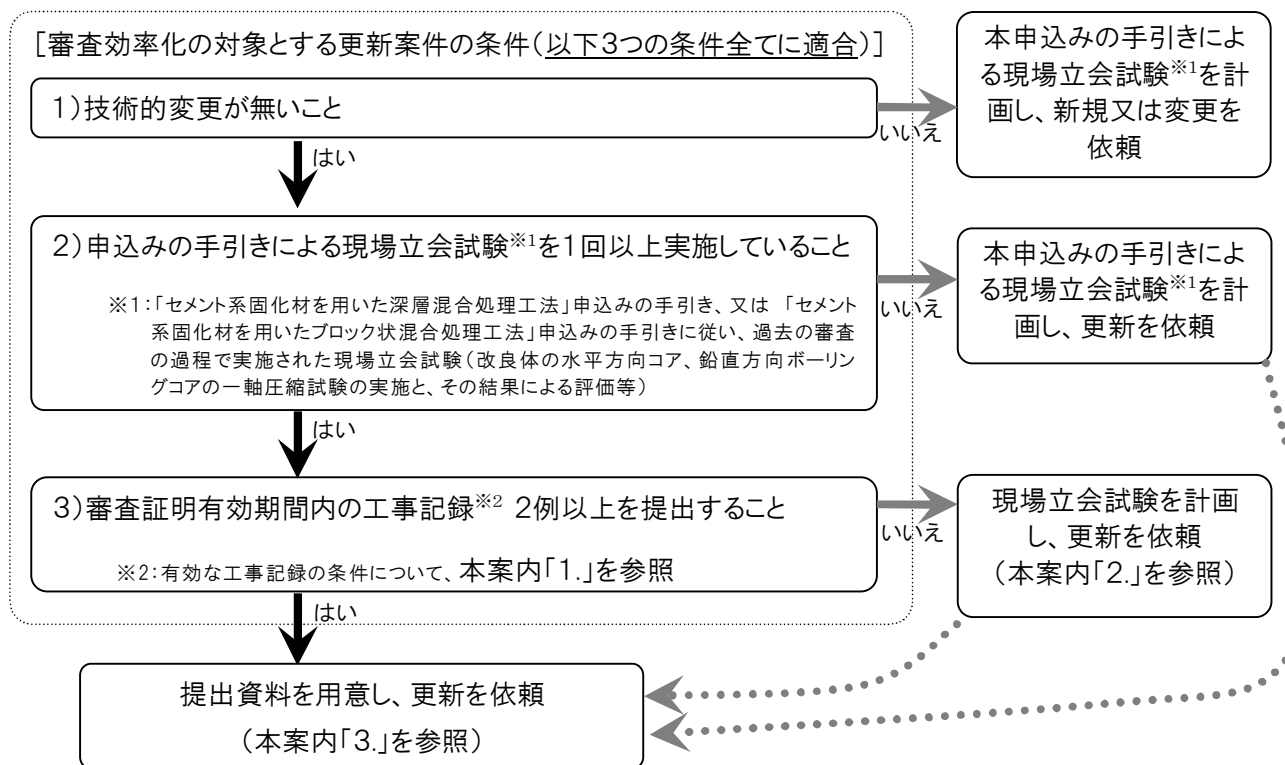 ［審査効率化の対象とする更新案件の条件（以下3つの条件全てに適合）］
1）技術的変更が無いこと
いいえ
本申込みの手引きによ
る現場立会試験※1を計
画し、新規又は変更を
依頼
はい
2）申込みの手引きによる現場立会試験※1を1回以上実施していること
※1：「セメント系固化材を用いた深層混合処理工法」申込みの手引き、又は 「セメント
系固化材を用いたブロック状混合処理工法」申込みの手引きに従い、過去の審査
の過程で実施された現場立会試験（改良体の水平方向コア、鉛直方向ボーリン
グコアの一軸圧縮試験の実施と、その結果による評価等）
いいえ
本申込みの手引きによ
る現場立会試験※1を計
画し、更新を依頼
はい
3）審査証明有効期間内の工事記録※2 2例以上を提出すること
※2：有効な工事記録の条件について、本案内「1.」を参照
いいえ
現場立会試験を計画
し、更新を依頼
（本案内「2.」を参照）
はい
提出資料を用意し、更新を依頼
（本案内「3.」を参照）